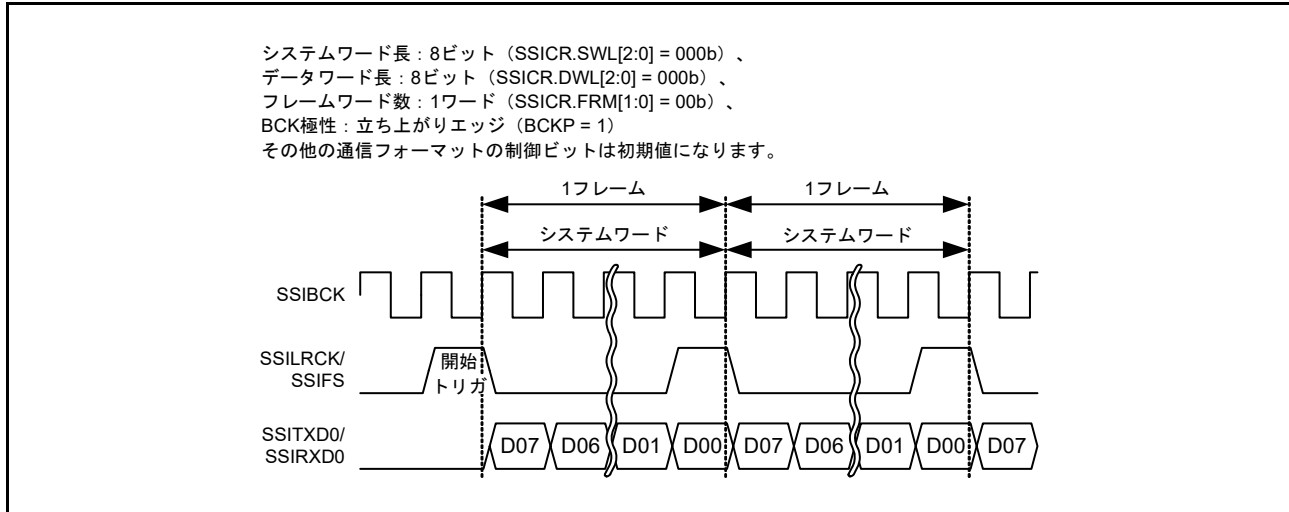 システムワード長：8ビット（SSICR.SWL[2:0] = 000b）、
データワード長：8ビット（SSICR.DWL[2:0] = 000b）、
フレームワード数：1ワード（SSICR.FRM[1:0] = 00b）、
BCK極性：立ち上がりエッジ（BCKP = 1）
その他の通信フォーマットの制御ビットは初期値になります。
1フレーム 1フレーム
システムワード システムワード
SSIBCK
SSILRCK/
SSIFS
開始
トリガ
SSITXD0/
SSIRXD0
D07 D06 D01 D00 D07 D06 D01 D00 D07